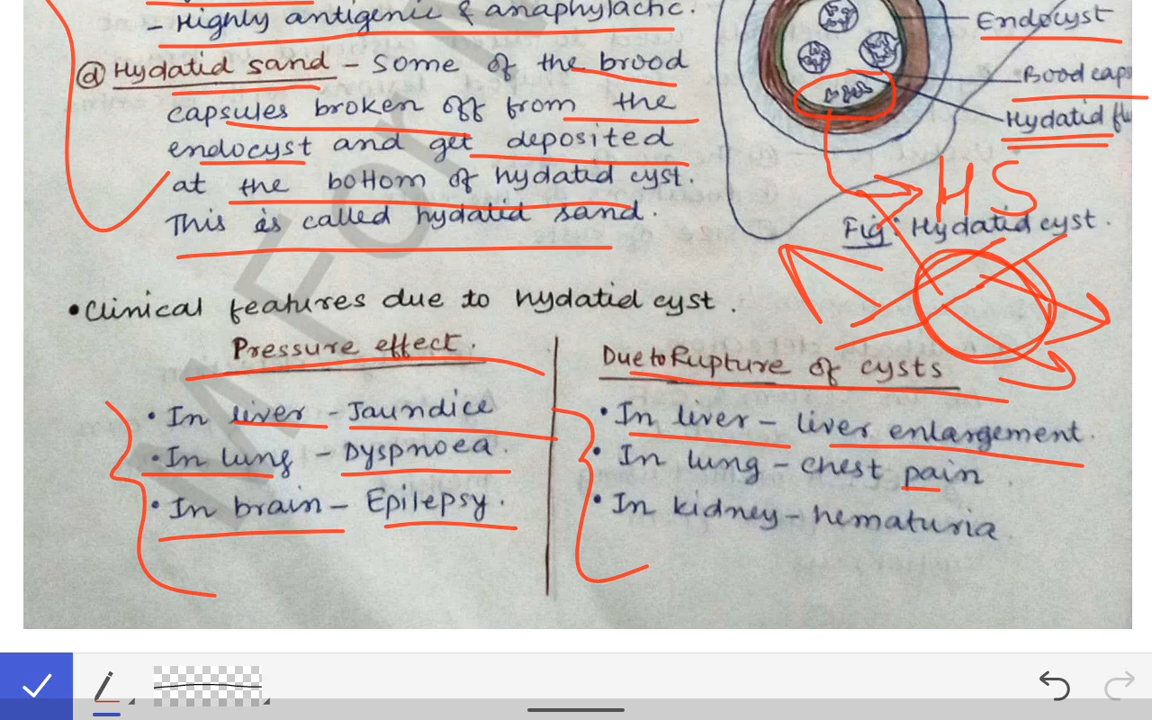 - Highly antigenic & anaphylactic.
(d) Hydatid sand - Some of the brood
capsules broken off from the
endocyst and get deposited
at the bottom of hydatid cyst.
This is called hydatid sand.
Endocyst
Bood caps
Hydatid flu
HS
Fig: Hydatid cyst.
• Clinical features due to hydatid cyst.
Pressure effect.
• In liver - Jaundice
• In lung - Dyspnoea.
• In brain - Epilepsy.
Due to Rupture of cysts
• In liver - liver enlargement.
• In lung - chest pain
• In kidney - hematuria